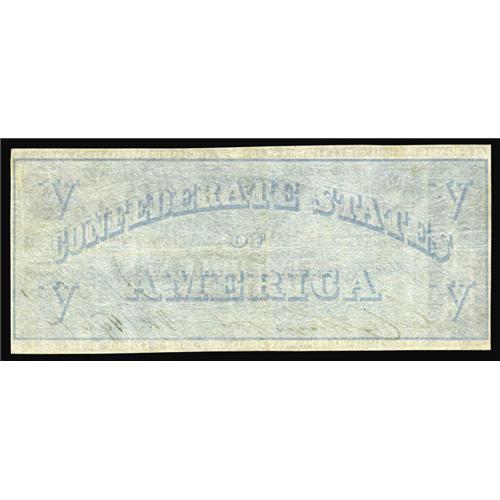 V V
CONFEDERATE STATES
OF
AMERICA
V V